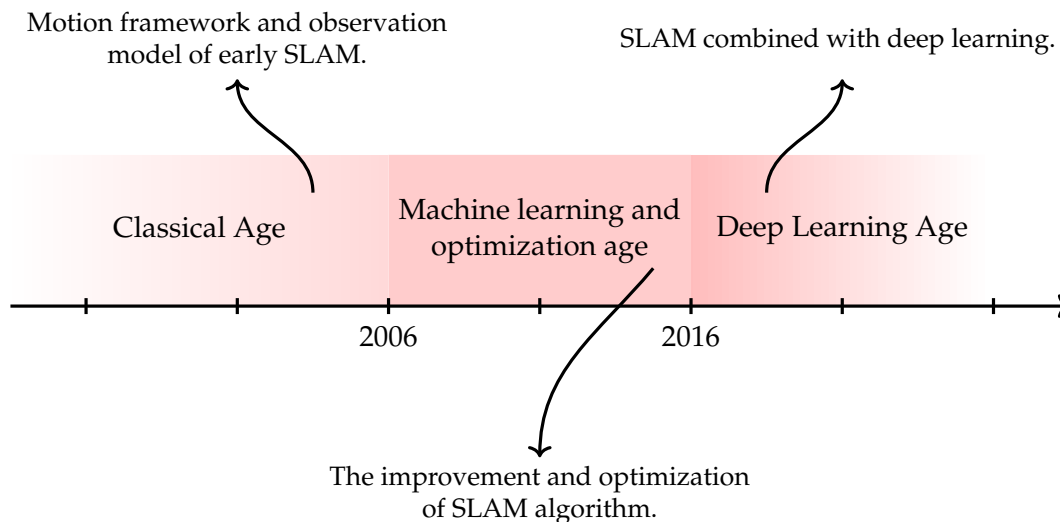 Motion framework and observation
model of early SLAM.
SLAM combined with deep learning.
Classical Age
Machine learning and
optimization age
Deep Learning Age
2006
2016
The improvement and optimization
of SLAM algorithm.